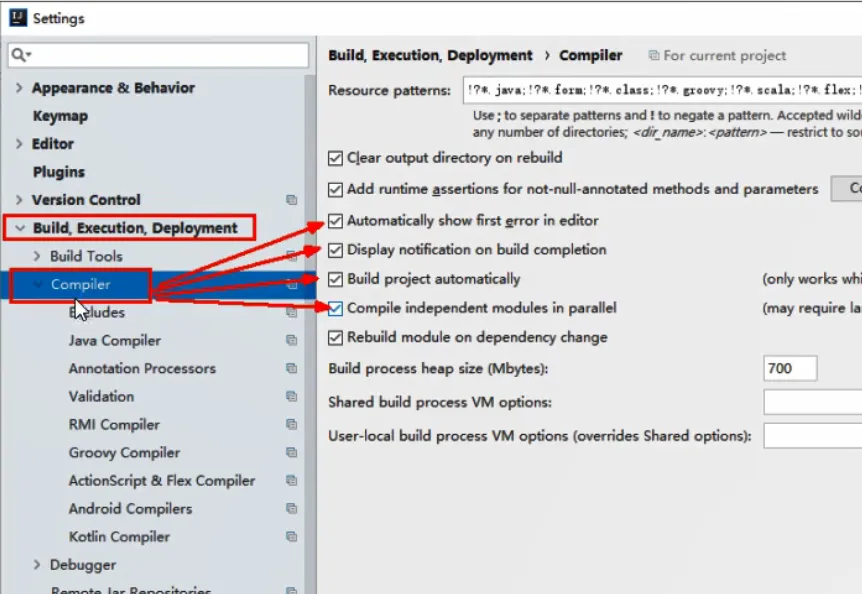 Settings
Build, Execution, Deployment › Compiler For current project
Appearance & Behavior
Keymap
Editor
Plugins
Version Control
Build, Execution, Deployment
Build Tools
Compiler
Excludes
Java Compiler
Annotation Processors
Validation
RMI Compiler
Groovy Compiler
ActionScript & Flex Compiler
Android Compilers
Kotlin Compiler
Debugger
Remote Jar Repositories
Resource patterns: !?*.java;!?*.form;!?*.class;!?*.groovy;!?*.scala;!?*.flex;!
Use ; to separate patterns and ! to negate a pattern. Accepted wild
any number of directories; <dir_name>:<pattern> — restrict to so
Clear output directory on rebuild
Add runtime assertions for not-null-annotated methods and parameters Co
Automatically show first error in editor
Display notification on build completion
Build project automatically (only works whi
Compile independent modules in parallel (may require la
Rebuild module on dependency change
Build process heap size (Mbytes): 700
Shared build process VM options:
User-local build process VM options (overrides Shared options):